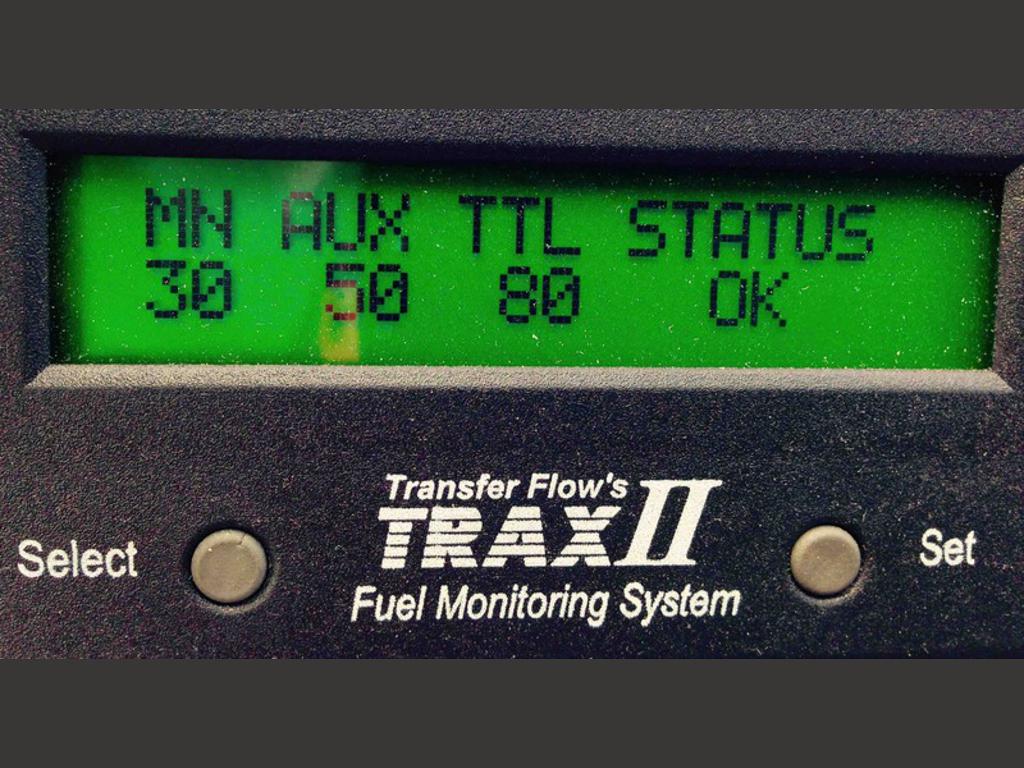 MN AUX TTL STATUS
30 50 80 OK
Transfer Flow's
TRAX II
Select
Set
Fuel Monitoring System